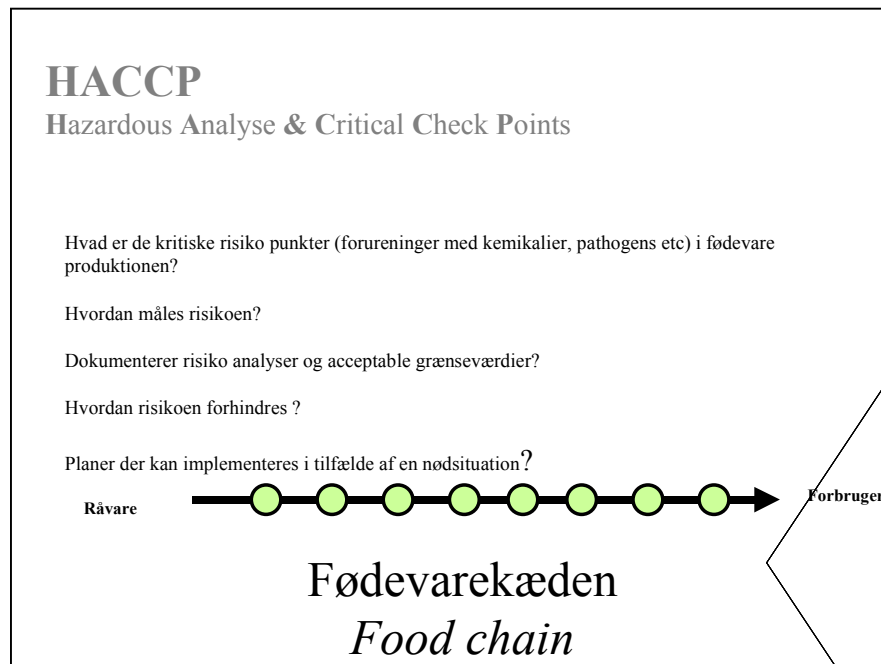 HACCP
Hazardous Analyse & Critical Check Points
Hvad er de kritiske risiko punkter (forureninger med kemikalier, pathogens etc) i fødevare
produktionen?
Hvordan måles risikoen?
Dokumenterer risiko analyser og acceptable grænseværdier?
Hvordan risikoen forhindres ?
Planer der kan implementeres i tilfælde af en nødsituation?
Råvare
Forbruger
Fødevarekæden
Food chain